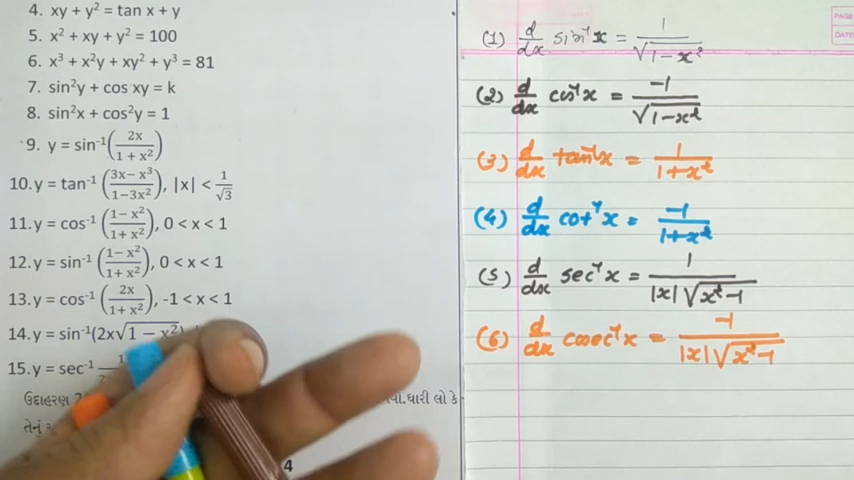 4. xy + y² = tan x + y
5. x² + xy + y² = 100
6. x³ + x²y + xy² + y³ = 81
7. sin²y + cos xy = k
8. sin²x + cos²y = 1
9. y = sin⁻¹(2x/(1 + x²))
10. y = tan⁻¹((3x– x³)/(1–3x²)), |x| < 1/√3
11. y = cos⁻¹((1– x²)/(1+ x²)), 0 < x < 1
12. y = sin⁻¹((1– x²)/(1+ x²)), 0 < x < 1
13. y = cos⁻¹(2x/(1+ x²)), -1 < x < 1
14. y = sin⁻¹(2x√(1 – x²)
15. y = sec⁻¹ 1
ઉદાહરણ ધારી લો કે
તેનું
4
PAGE
DATE
(1) d/dx sin⁻¹x = 1/√(1–x²)
(2) d/dx cos⁻¹x = -1/√(1–x²)
(3) d/dx tan⁻¹x = 1/(1+x²)
(4) d/dx cot⁻¹x = -1/(1+x²)
(5) d/dx sec⁻¹x = 1/(|x|√(x²–1))
(6) d/dx cosec⁻¹x = -1/(|x|√(x²–1))